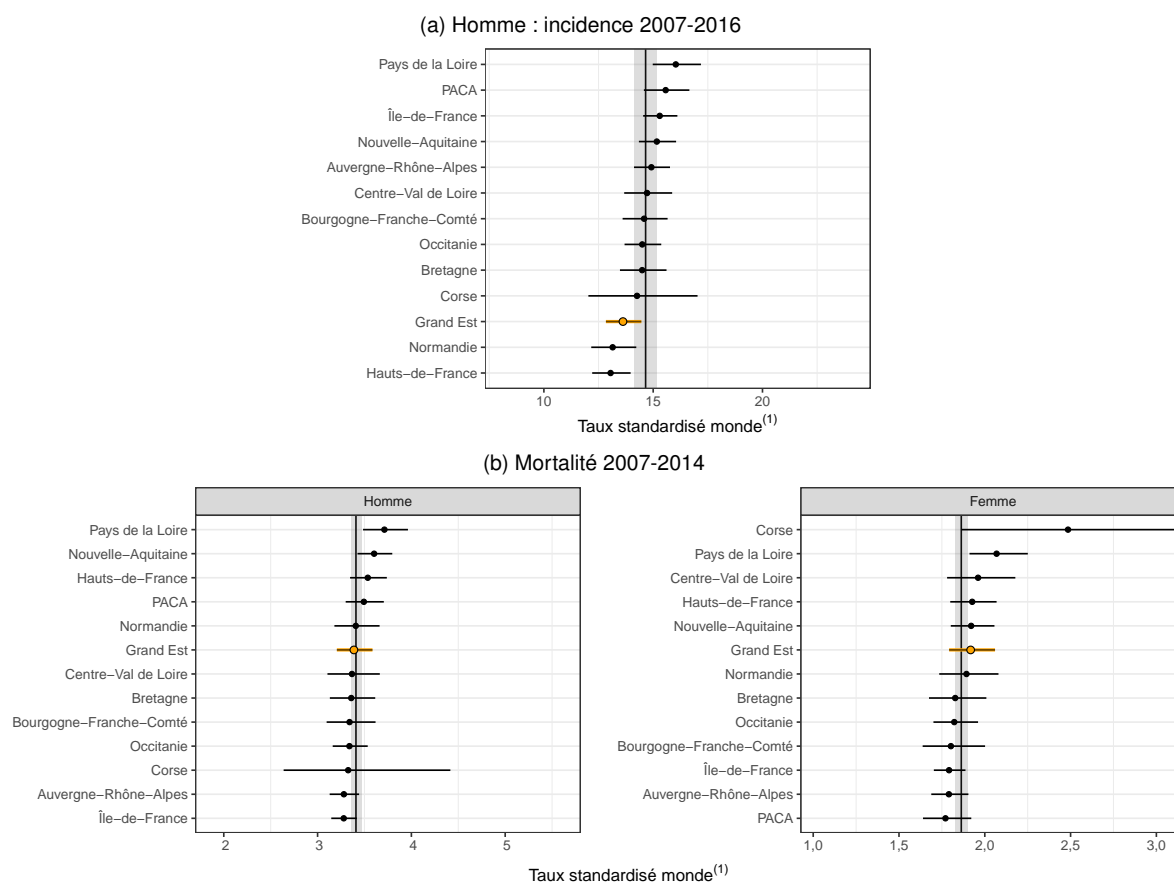 (a) Homme : incidence 2007-2016
Pays de la Loire
PACA
Île−de−France
Nouvelle−Aquitaine
Auvergne−Rhône−Alpes
Centre−Val de Loire
Bourgogne−Franche−Comté
Occitanie
Bretagne
Corse
Grand Est
Normandie
Hauts−de−France
10 15 20
Taux standardisé monde(1)
(b) Mortalité 2007-2014
Homme
Pays de la Loire
Nouvelle−Aquitaine
Hauts−de−France
PACA
Normandie
Grand Est
Centre−Val de Loire
Bretagne
Bourgogne−Franche−Comté
Occitanie
Corse
Auvergne−Rhône−Alpes
Île−de−France
2 3 4 5
Femme
Corse
Pays de la Loire
Centre−Val de Loire
Hauts−de−France
Nouvelle−Aquitaine
Grand Est
Normandie
Bretagne
Occitanie
Bourgogne−Franche−Comté
Île−de−France
Auvergne−Rhône−Alpes
PACA
1,0 1,5 2,0 2,5 3,0
Taux standardisé monde(1)